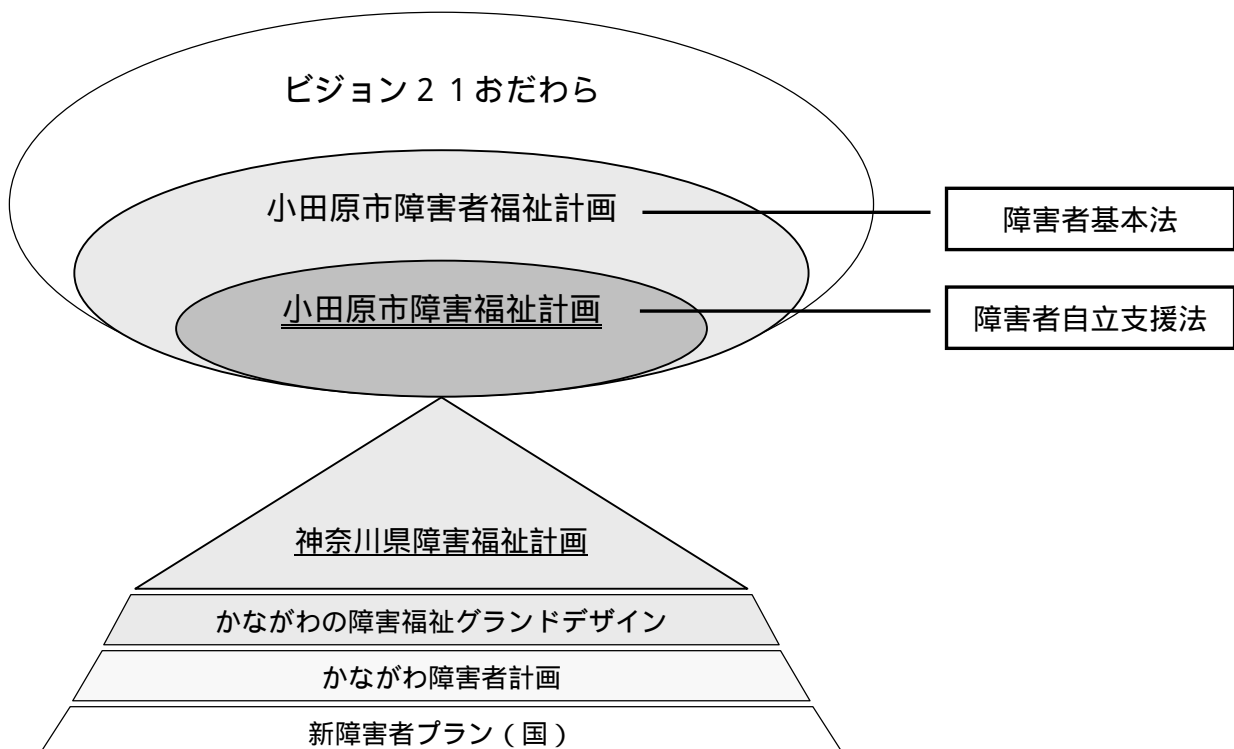 ビジョン２１おだわら
小田原市障害者福祉計画
障害者基本法
小田原市障害福祉計画
障害者自立支援法
神奈川県障害福祉計画
かながわの障害福祉グランドデザイン
かながわ障害者計画
新障害者プラン（国）